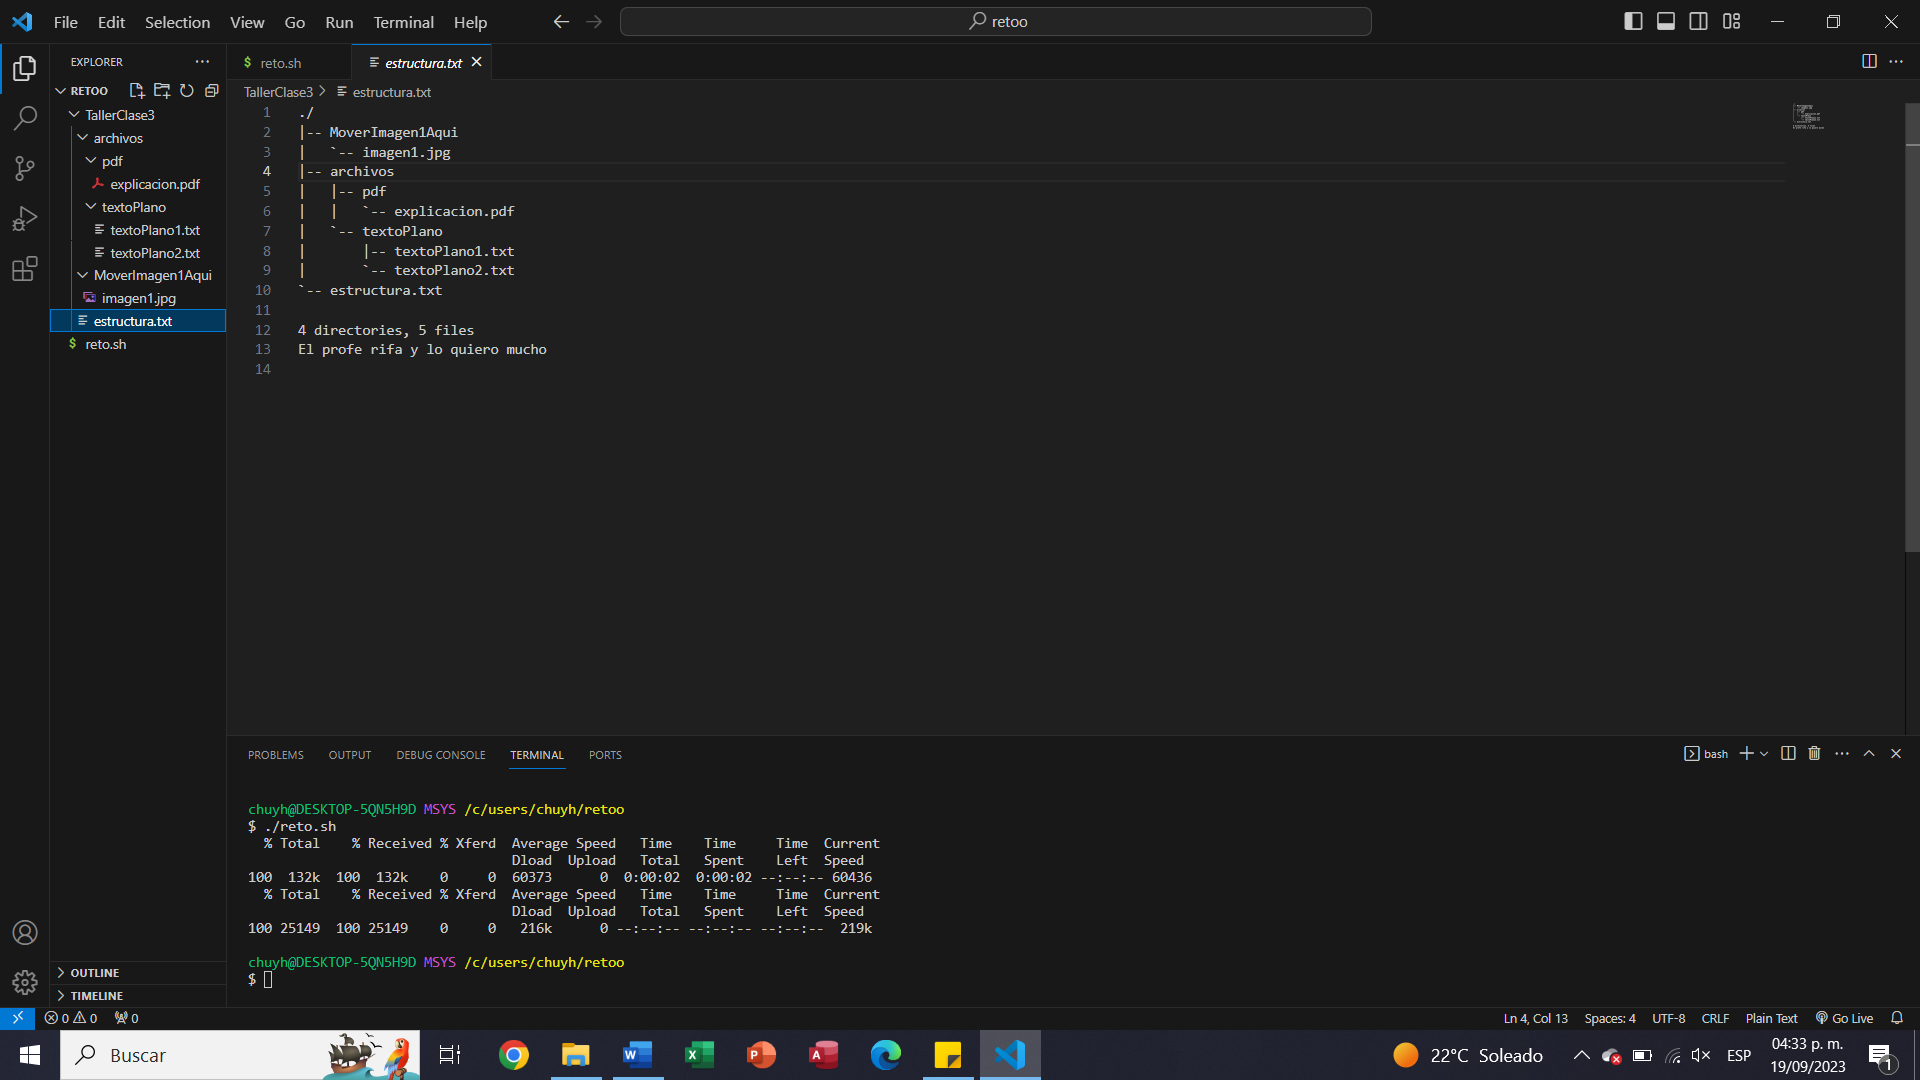 File Edit Selection View Go Run Terminal Help
retoo
EXPLORER
RETOO
TallerClase3
archivos
pdf
explicacion.pdf
textoPlano
textoPlano1.txt
textoPlano2.txt
MoverImagen1Aqui
imagen1.jpg
estructura.txt
reto.sh
OUTLINE
TIMELINE
$ reto.sh
estructura.txt
TallerClase3 > estructura.txt
1 ./
2 |-- MoverImagen1Aqui
3 |   `-- imagen1.jpg
4 |-- archivos
5 |   |-- pdf
6 |   |   `-- explicacion.pdf
7 |   `-- textoPlano
8 |       |-- textoPlano1.txt
9 |       `-- textoPlano2.txt
10 `-- estructura.txt
11
12 4 directories, 5 files
13 El profe rifa y lo quiero mucho
14
PROBLEMS OUTPUT DEBUG CONSOLE TERMINAL PORTS
bash
chuyh@DESKTOP-5QN5H9D MSYS /c/users/chuyh/retoo
$ ./reto.sh
  % Total    % Received % Xferd  Average Speed   Time    Time     Time  Current
                                 Dload  Upload   Total   Spent    Left  Speed
100  132k  100  132k    0     0  60373      0  0:00:02  0:00:02 --:--:-- 60436
  % Total    % Received % Xferd  Average Speed   Time    Time     Time  Current
                                 Dload  Upload   Total   Spent    Left  Speed
100 25149  100 25149    0     0   216k      0 --:--:-- --:--:-- --:--:--  219k
chuyh@DESKTOP-5QN5H9D MSYS /c/users/chuyh/retoo
$
0 0 0
Ln 4, Col 13 Spaces: 4 UTF-8 CRLF Plain Text Go Live
Buscar
22°C Soleado
ESP
04:33 p. m.
19/09/2023
1